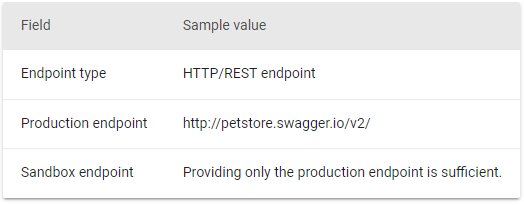 Field Sample value
Endpoint type HTTP/REST endpoint
Production endpoint http://petstore.swagger.io/v2/
Sandbox endpoint Providing only the production endpoint is sufficient.